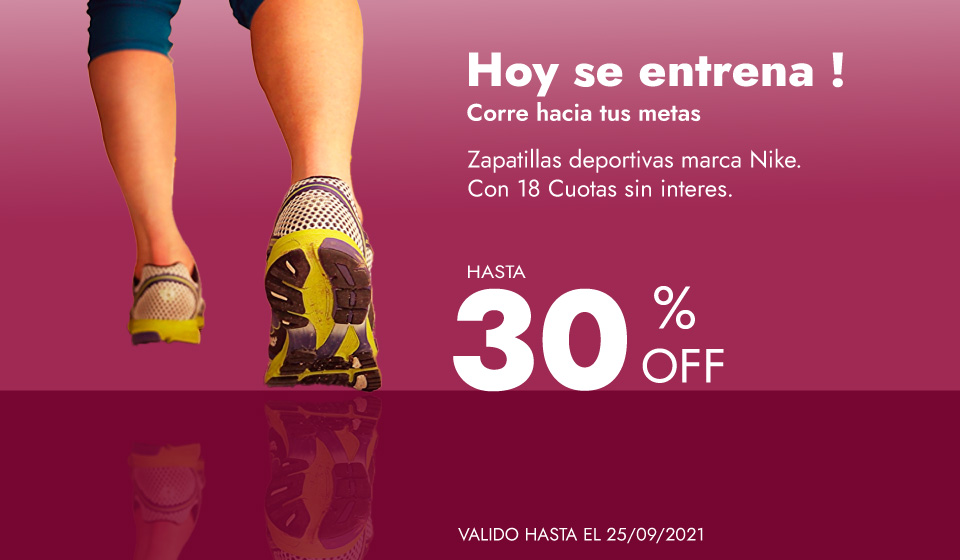 Hoy se entrena !
Corre hacia tus metas
Zapatillas deportivas marca Nike.
Con 18 Cuotas sin interes.
HASTA
30 % OFF
VALIDO HASTA EL 25/09/2021